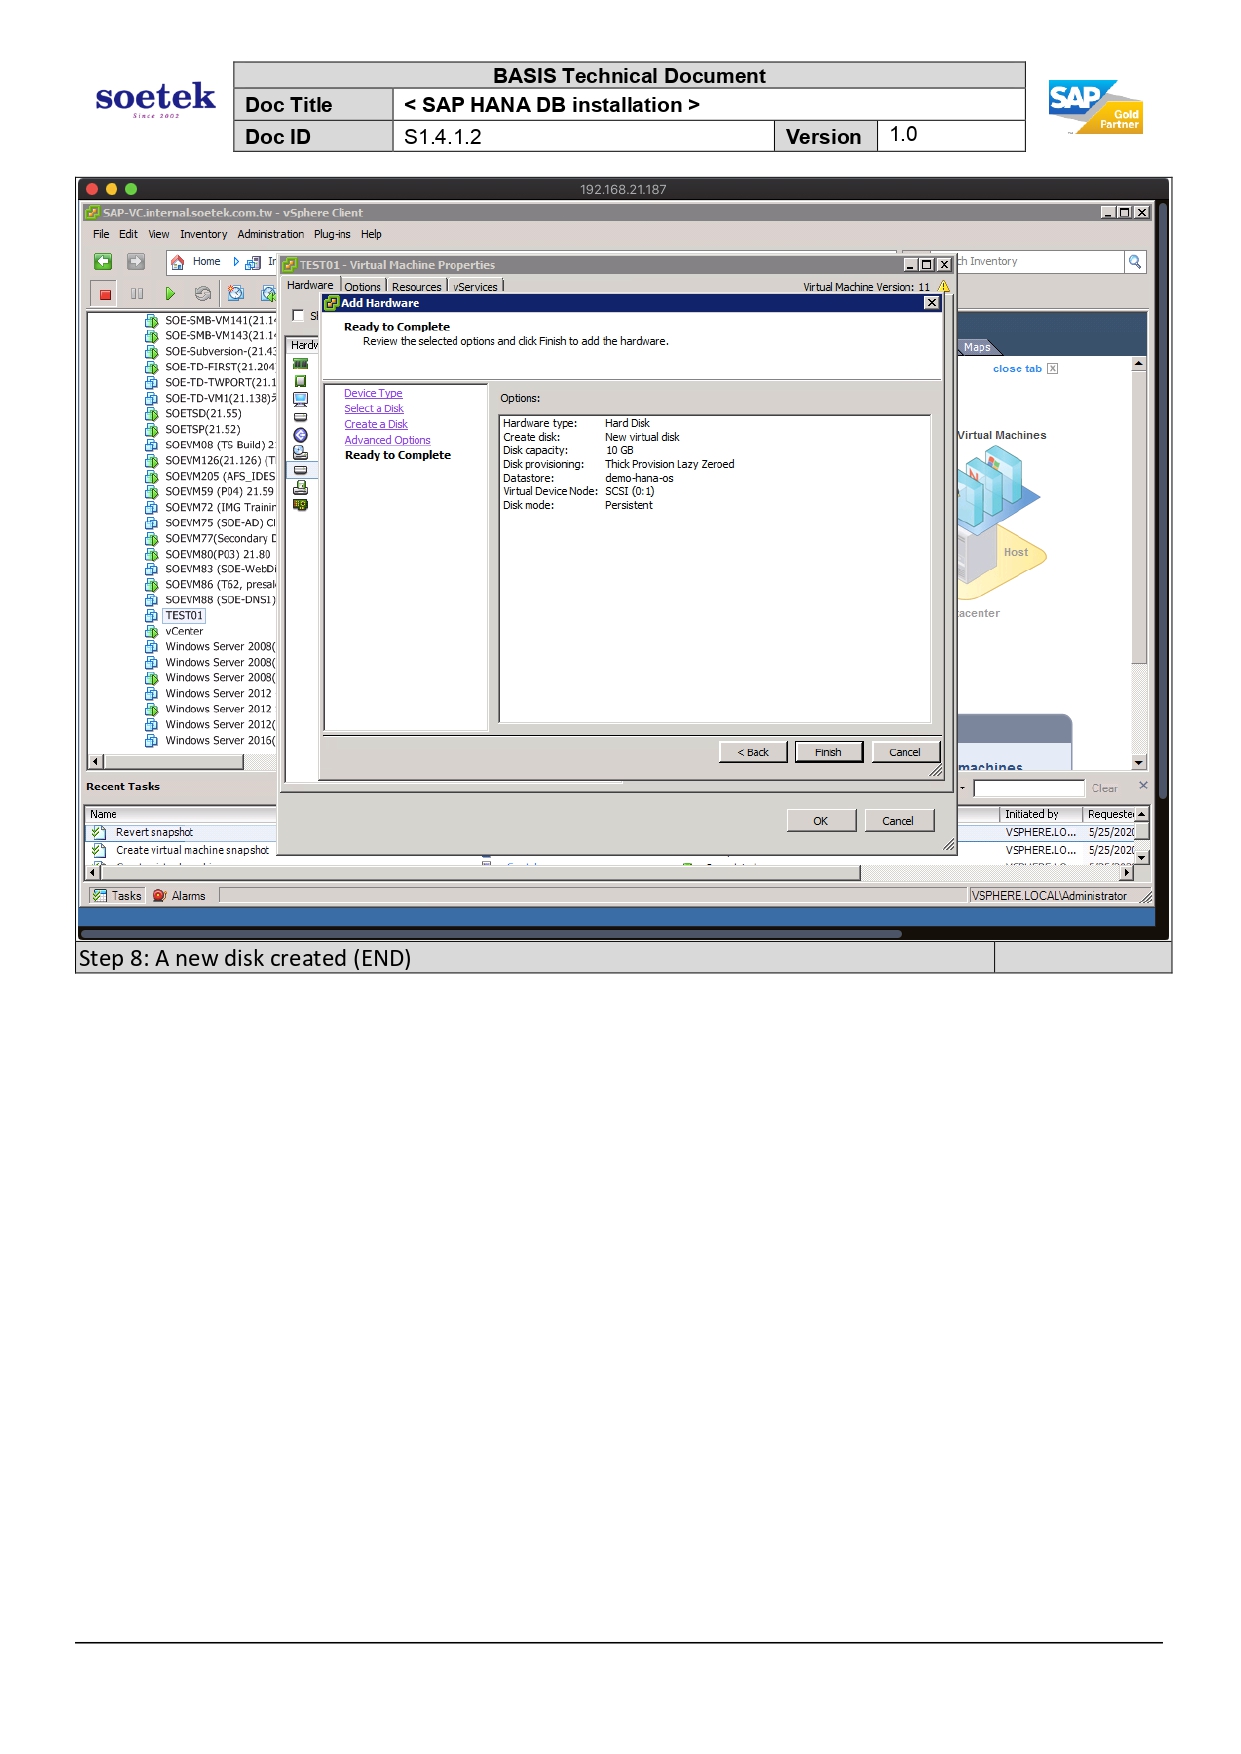 soetek
Since 2002
BASIS Technical Document
Doc Title
< SAP HANA DB installation >
Doc ID
S1.4.1.2
Version
1.0
SAP
Gold
Partner
192.168.21.187
SAP-VC.internal.soetek.com.tw - vSphere Client
File Edit View Inventory Administration Plug-ins Help
Home
ch Inventory
TEST01 - Virtual Machine Properties
Hardware Options Resources vServices
Virtual Machine Version: 11
Add Hardware
Ready to Complete
Review the selected options and click Finish to add the hardware.
Hardw
Device Type
Select a Disk
Create a Disk
Advanced Options
Ready to Complete
Options:
Hardware type: Hard Disk
Create disk: New virtual disk
Disk capacity: 10 GB
Disk provisioning: Thick Provision Lazy Zeroed
Datastore: demo-hana-os
Virtual Device Node: SCSI (0:1)
Disk mode: Persistent
< Back
Finish
Cancel
OK
Cancel
SOE-SMB-VM141(21.14
SOE-SMB-VM143(21.14
SOE-Subversion-(21.43
SOE-TD-FIRST(21.204
SOE-TD-TWPORT(21.1
SOE-TD-VM1(21.138)
SOETSD(21.55)
SOETSP(21.52)
SOEVM08 (TS Build) 2
SOEVM126(21.126) (T
SOEVM205 (AFS_IDES
SOEVM59 (P04) 21.59
SOEVM72 (IMG Trainin
SOEVM75 (SOE-AD) Cl
SOEVM77(Secondary D
SOEVM80(P03) 21.80
SOEVM83 (SOE-WebDi
SOEVM86 (T62, presal
SOEVM88 (SOE-DNS1)
TEST01
vCenter
Windows Server 2008(
Windows Server 2008(
Windows Server 2008(
Windows Server 2012
Windows Server 2012
Windows Server 2012(
Windows Server 2016(
Maps
close tab
Virtual Machines
Host
tacenter
machines
Recent Tasks
Clear
Name
Initiated by
Requeste
Revert snapshot
VSPHERE.LO...
5/25/202
Create virtual machine snapshot
VSPHERE.LO...
5/25/202
Tasks
Alarms
VSPHERE.LOCAL\Administrator
Step 8: A new disk created (END)